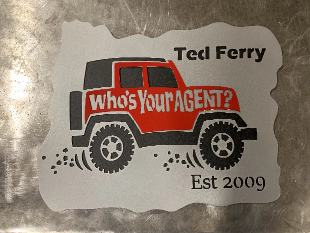 Ted Ferry
WHO'S YOUR AGENT?
Est 2009